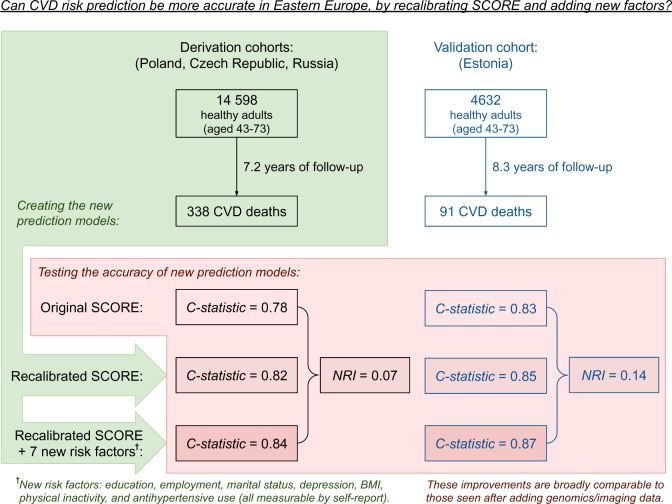 Can CVD risk prediction be more accurate in Eastern Europe, by recalibrating SCORE and adding new factors?
Derivation cohorts:
(Poland, Czech Republic, Russia)
14 598
healthy adults
(aged 43-73)
7.2 years of follow-up
338 CVD deaths
Validation cohort:
(Estonia)
4632
healthy adults
(aged 43-73)
8.3 years of follow-up
91 CVD deaths
Creating the new
prediction models:
Testing the accuracy of new prediction models:
Original SCORE:
C-statistic = 0.78
C-statistic = 0.83
Recalibrated SCORE:
C-statistic = 0.82
NRI = 0.07
C-statistic = 0.85
NRI = 0.14
Recalibrated SCORE
+ 7 new risk factors†:
C-statistic = 0.84
C-statistic = 0.87
†New risk factors: education, employment, marital status, depression, BMI,
physical inactivity, and antihypertensive use (all measurable by self-report).
These improvements are broadly comparable to
those seen after adding genomics/imaging data.